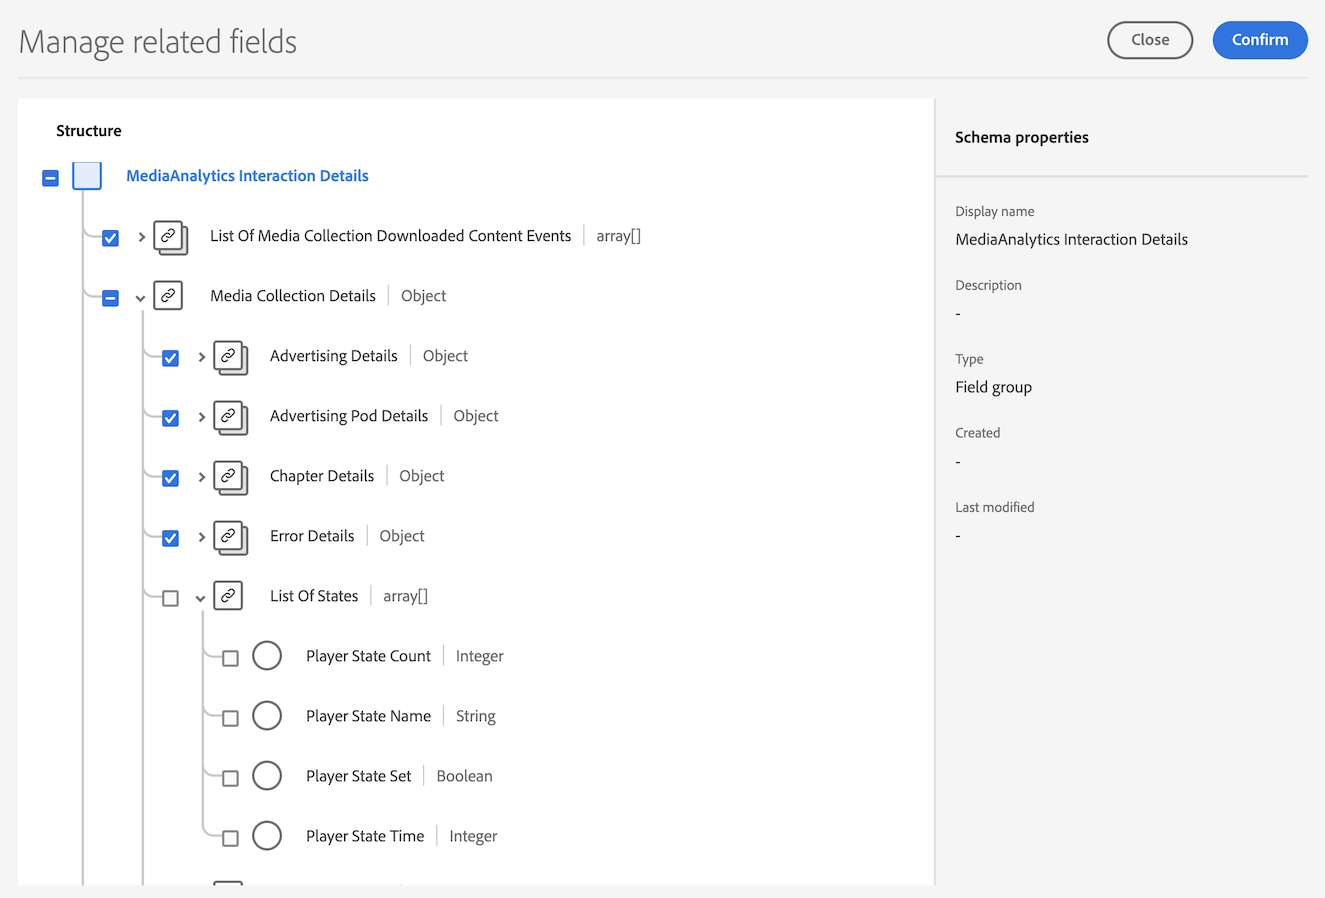 Manage related fields
Close
Confirm
Structure
MediaAnalytics Interaction Details
List Of Media Collection Downloaded Content Events array[]
Media Collection Details Object
Advertising Details Object
Advertising Pod Details Object
Chapter Details Object
Error Details Object
List Of States array[]
Player State Count Integer
Player State Name String
Player State Set Boolean
Player State Time Integer
Schema properties
Display name
MediaAnalytics Interaction Details
Description
-
Type
Field group
Created
-
Last modified
-